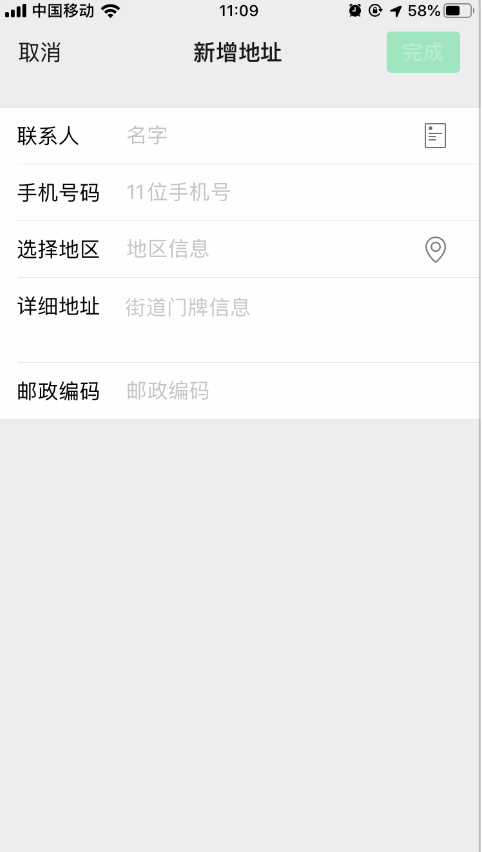 中国移动 11:09 58%
取消 新增地址 完成
联系人 名字
手机号码 11位手机号
选择地区 地区信息
详细地址 街道门牌信息
邮政编码 邮政编码